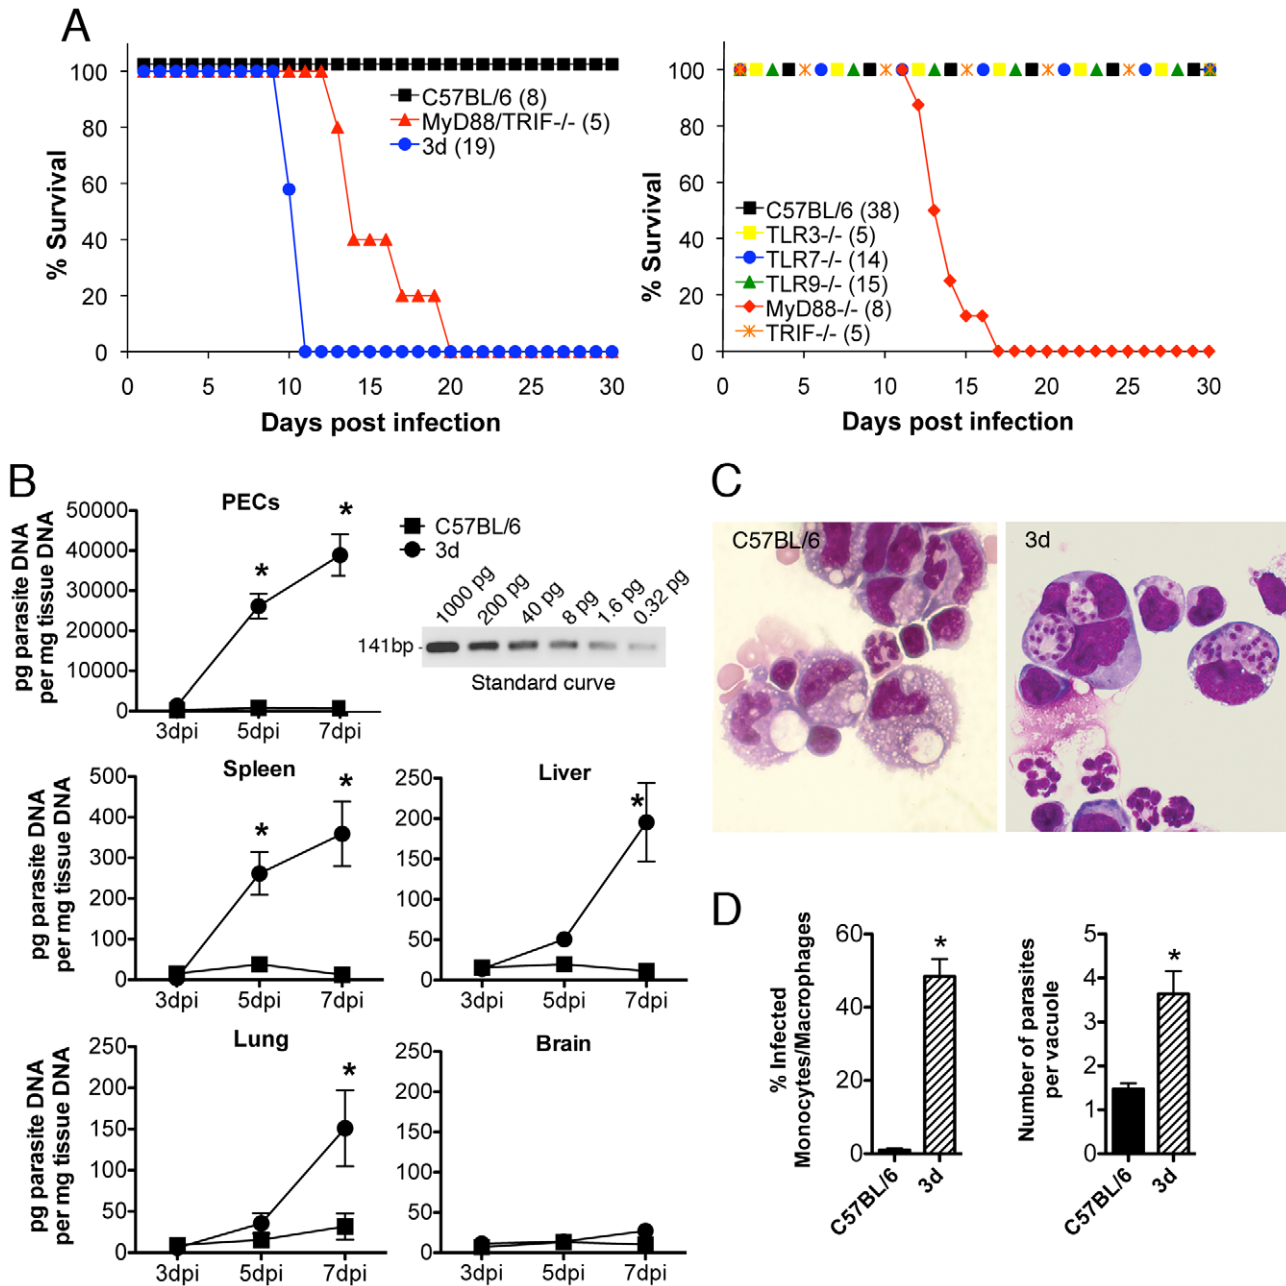 A
% Survival
100
80
60
40
20
0
C57BL/6 (8)
MyD88/TRIF-/- (5)
3d (19)
0 5 10 15 20 25 30
Days post infection
% Survival
100
80
60
40
20
0
C57BL/6 (38)
TLR3-/- (5)
TLR7-/- (14)
TLR9-/- (15)
MyD88-/- (8)
TRIF-/- (5)
0 5 10 15 20 25 30
Days post infection
B
PECs
pg parasite DNA
per mg tissue DNA
50000
40000
30000
20000
10000
0
* *
3dpi 5dpi 7dpi
C57BL/6
3d
1000 pg 200 pg 40 pg 8 pg 1.6 pg 0.32 pg
141bp -
Standard curve
Spleen
pg parasite DNA
per mg tissue DNA
500
400
300
200
100
0
* *
3dpi 5dpi 7dpi
Liver
250
200
150
100
50
0
*
3dpi 5dpi 7dpi
Lung
pg parasite DNA
per mg tissue DNA
250
200
150
100
50
0
*
3dpi 5dpi 7dpi
Brain
250
200
150
100
50
0
3dpi 5dpi 7dpi
C
C57BL/6
3d
D
% Infected
Monocytes/Macrophages
60
40
20
0
*
C57BL/6 3d
Number of parasites
per vacuole
5
4
3
2
1
0
*
C57BL/6 3d